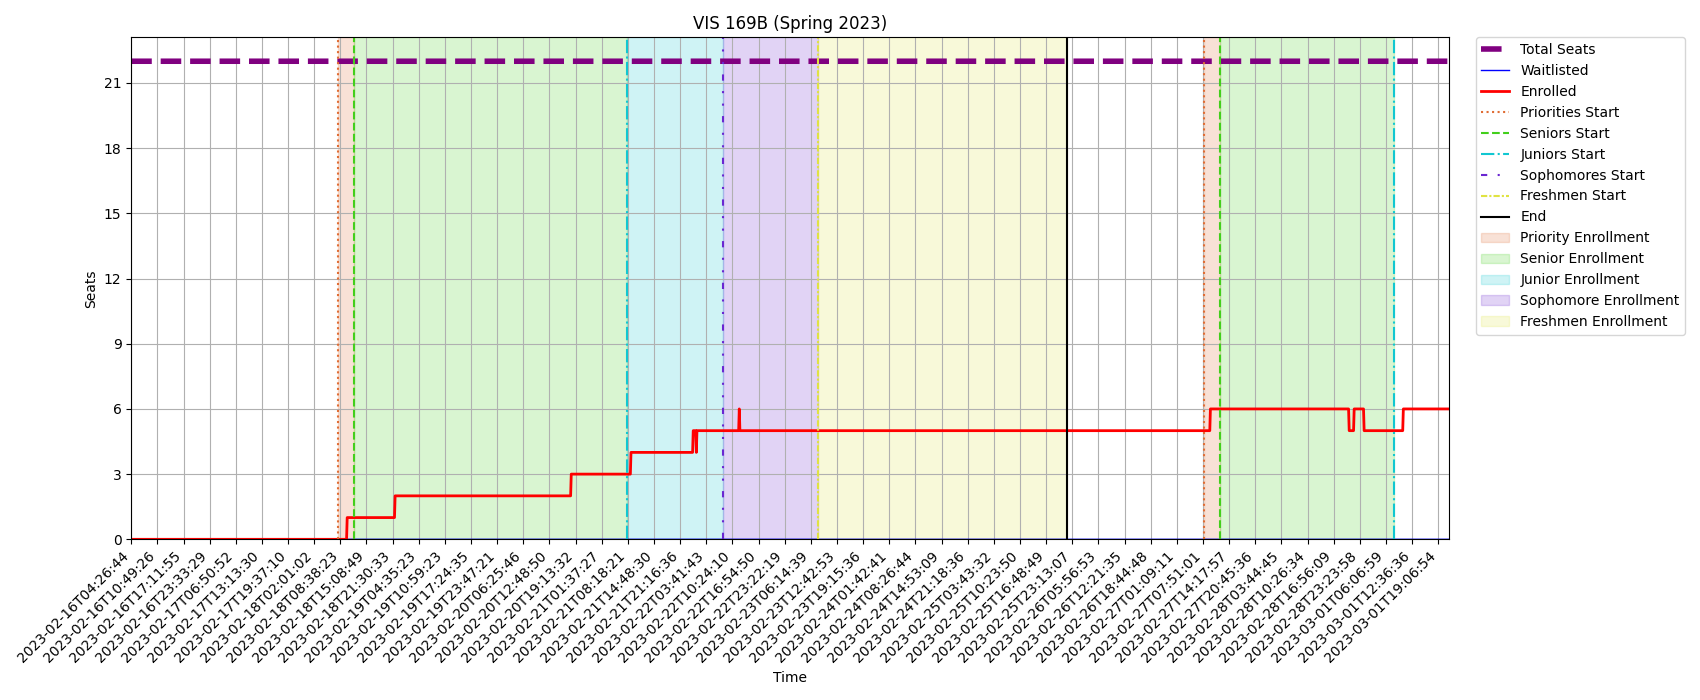 VIS 169B (Spring 2023)
Seats
21
18
15
12
9
6
3
0
2023-02-16T04:26:44
2023-02-16T10:49:26
2023-02-16T17:11:55
2023-02-16T23:33:29
2023-02-17T06:50:52
2023-02-17T13:13:30
2023-02-17T19:37:10
2023-02-18T02:01:02
2023-02-18T08:38:23
2023-02-18T15:08:49
2023-02-18T21:30:33
2023-02-19T04:35:23
2023-02-19T10:59:23
2023-02-19T17:24:35
2023-02-19T23:47:21
2023-02-20T06:25:46
2023-02-20T12:48:50
2023-02-20T19:13:32
2023-02-21T01:37:27
2023-02-21T08:18:21
2023-02-21T14:48:30
2023-02-21T21:16:36
2023-02-22T03:41:43
2023-02-22T10:24:10
2023-02-22T16:54:50
2023-02-22T23:22:19
2023-02-23T06:14:39
2023-02-23T12:42:53
2023-02-23T19:15:36
2023-02-24T01:42:41
2023-02-24T08:26:44
2023-02-24T14:53:09
2023-02-24T21:18:36
2023-02-25T03:43:32
2023-02-25T10:23:50
2023-02-25T16:48:49
2023-02-25T23:13:07
2023-02-26T05:56:53
2023-02-26T12:21:35
2023-02-26T18:44:48
2023-02-27T01:09:11
2023-02-27T07:51:01
2023-02-27T14:17:57
2023-02-27T20:45:36
2023-02-28T03:44:45
2023-02-28T10:26:34
2023-02-28T16:56:09
2023-02-28T23:23:58
2023-03-01T06:06:59
2023-03-01T12:36:36
2023-03-01T19:06:54
Time
Total Seats
Waitlisted
Enrolled
Priorities Start
Seniors Start
Juniors Start
Sophomores Start
Freshmen Start
End
Priority Enrollment
Senior Enrollment
Junior Enrollment
Sophomore Enrollment
Freshmen Enrollment